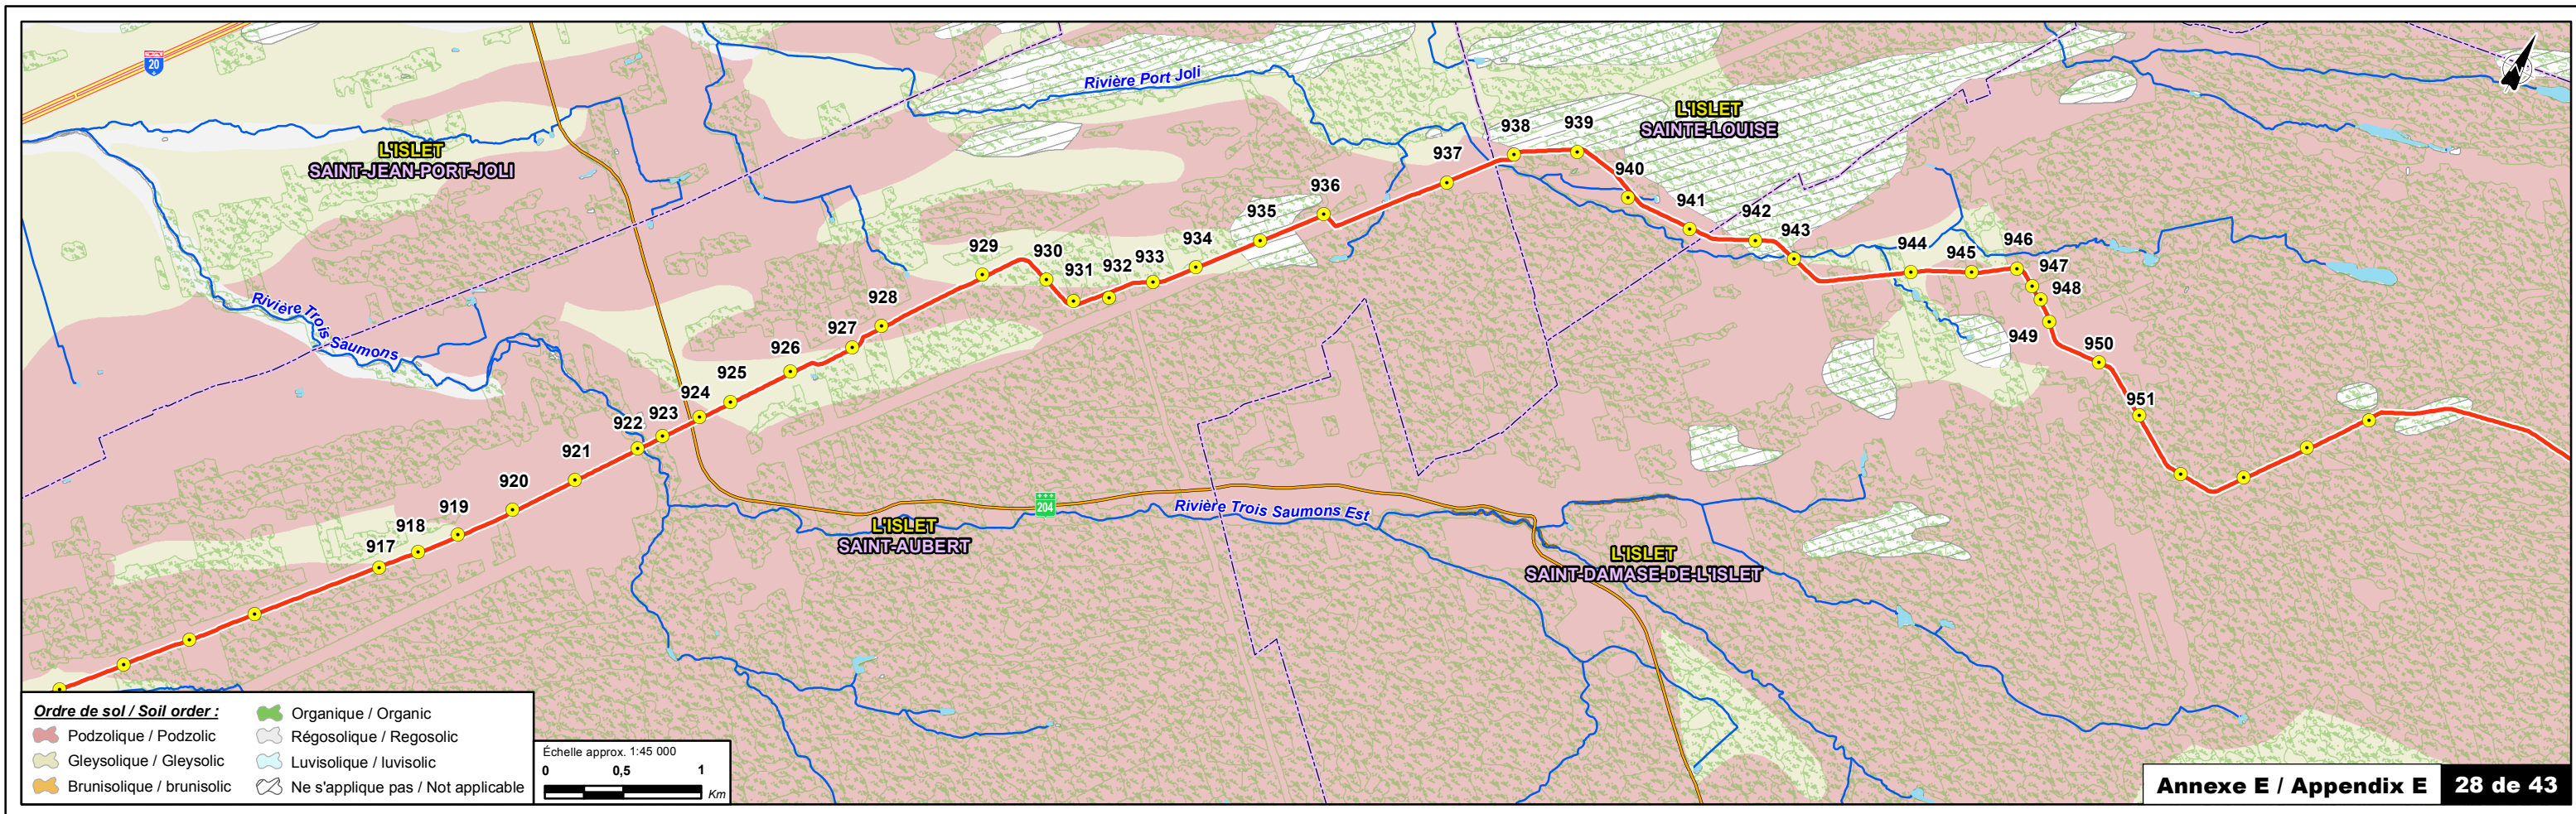 20
Rivière Port Joli
L'ISLET
SAINT-JEAN-PORT-JOLI
L'ISLET
SAINTE-LOUISE
Rivière Trois Saumons
917
918
919
920
921
922
923
924
925
926
927
928
929
930
931
932
933
934
935
936
937
938
939
940
941
942
943
944
945
946
947
948
949
950
951
204
Rivière Trois Saumons Est
L'ISLET
SAINT-AUBERT
L'ISLET
SAINT-DAMASE-DE-L'ISLET
Ordre de sol / Soil order :
Podzolique / Podzolic
Gleysolique / Gleysolic
Brunisolique / brunisolic
Organique / Organic
Régosolique / Regosolic
Luvisolique / luvisolic
Ne s'applique pas / Not applicable
Échelle approx. 1:45 000
0 0,5 1
Km
Annexe E / Appendix E 28 de 43